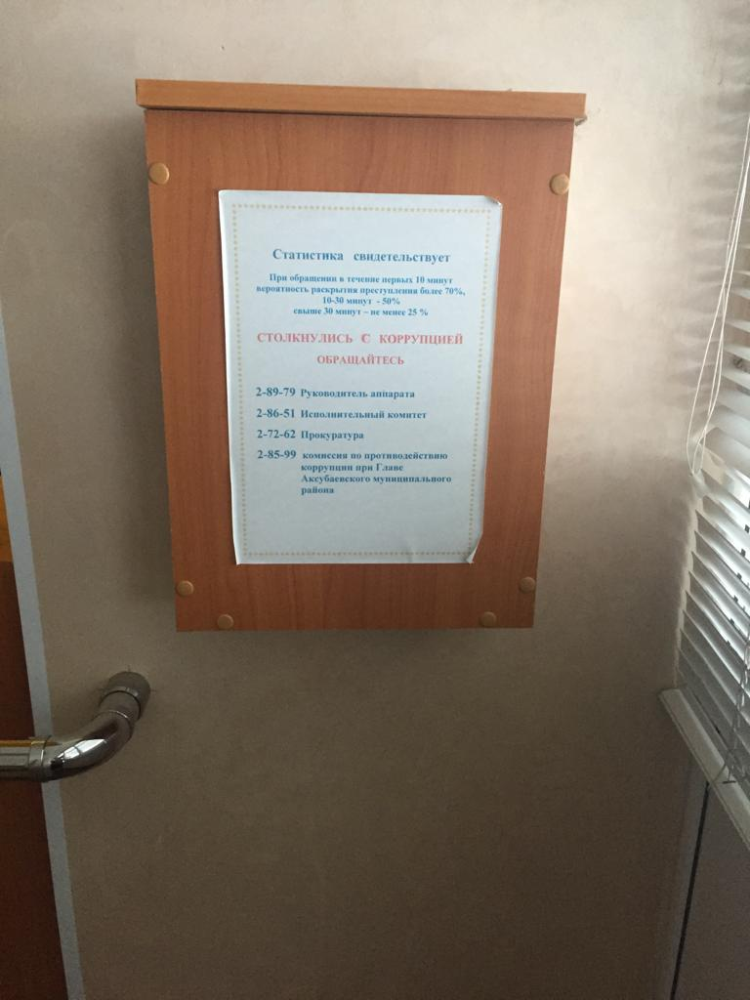 Статистика свидетельствует
При обращении в течение первых 10 минут
вероятность раскрытия преступления более 70%,
10-30 минут - 50%
свыше 30 минут – не менее 25 %
СТОЛКНУЛИСЬ С КОРРУПЦИЕЙ
ОБРАЩАЙТЕСЬ
2-89-79 Руководитель аппарата
2-86-51 Исполнительный комитет
2-72-62 Прокуратура
2-85-99 комиссия по противодействию
коррупции при Главе
Аксубаевского муниципального
района